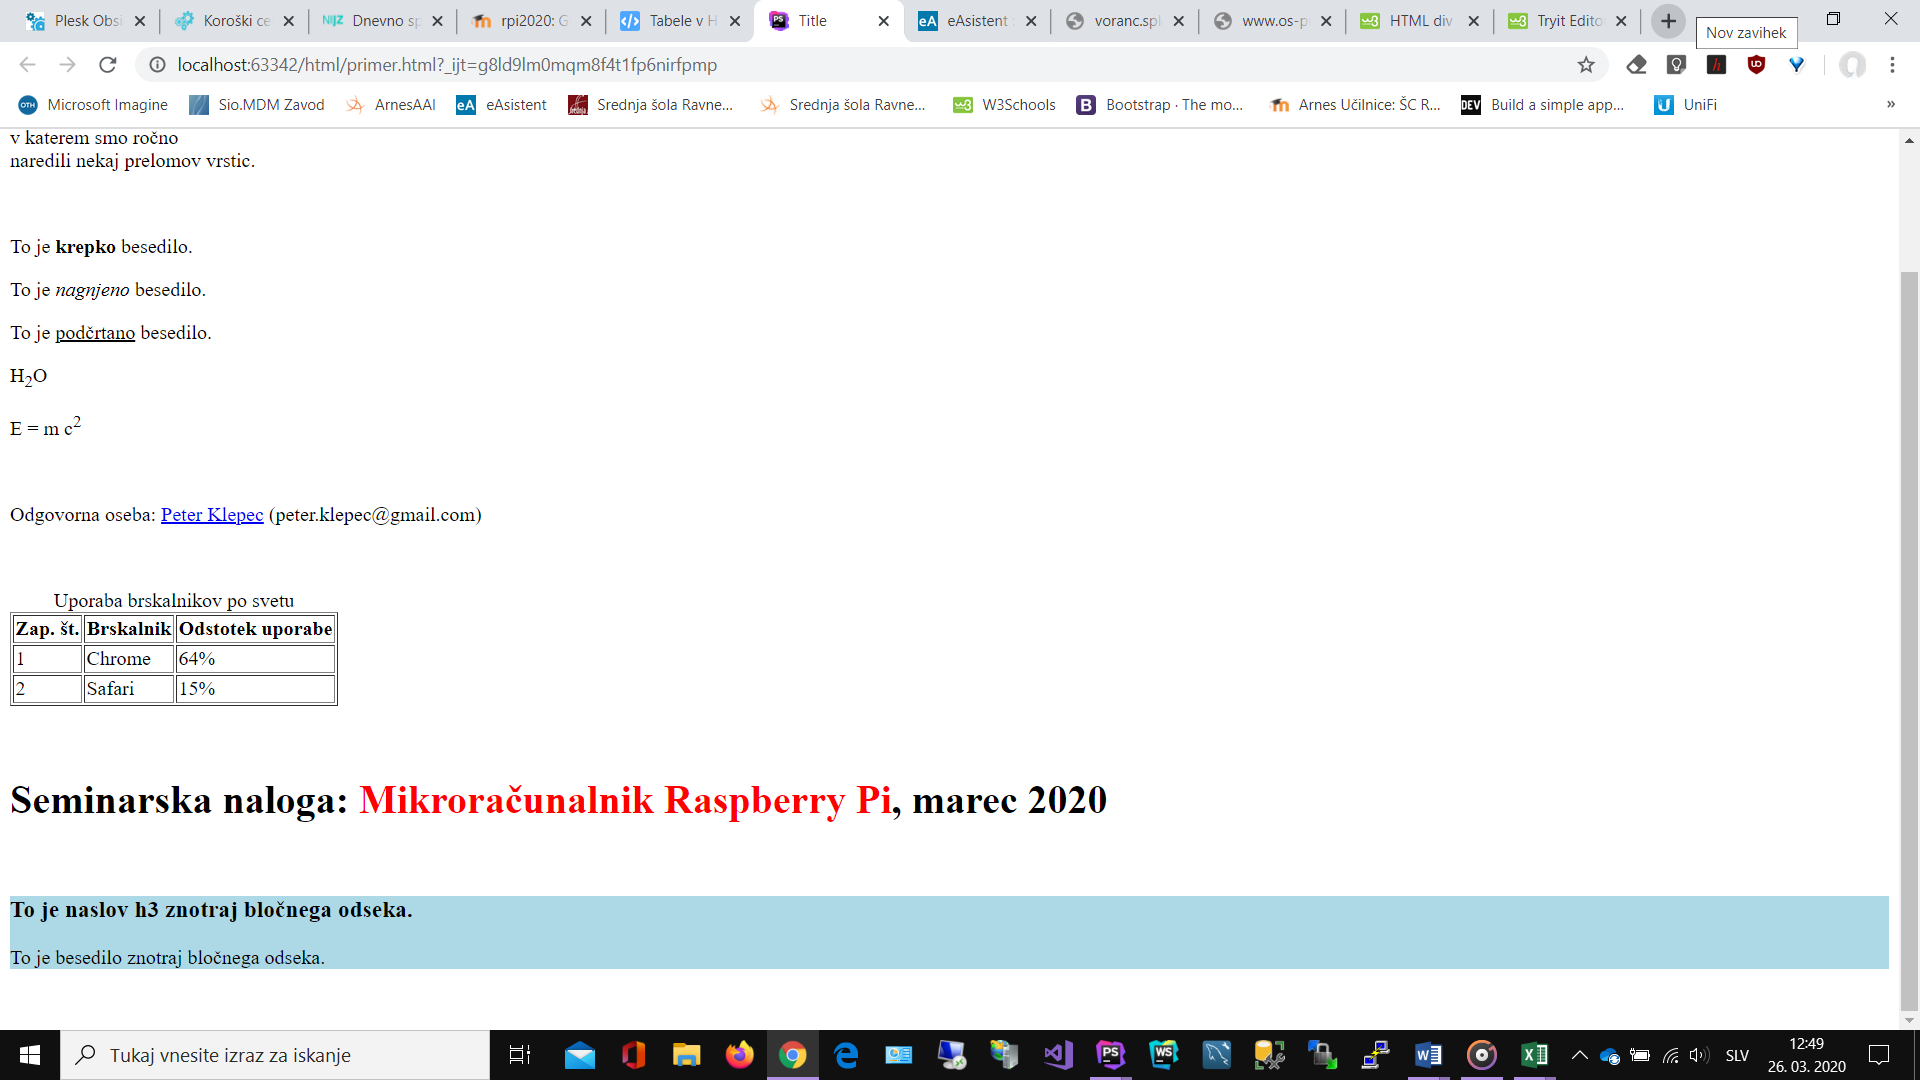 Plesk Obsi
Koroški ce
NIJZ Dnevno sp
rpi2020: G
Tabele v H
Title
eA eAsistent :
voranc.spl
www.os-p
HTML div
Tryit Edito
Nov zavihek
localhost:63342/html/primer.html?_ijt=g8ld9lm0mqm8f4t1fp6nirfpmp
Microsoft Imagine
Sio.MDM Zavod
ArnesAAI
eA eAsistent
Srednja šola Ravne...
Srednja šola Ravne...
W3Schools
B Bootstrap · The mo...
Arnes Učilnice: ŠC R...
DEV Build a simple app...
UniFi
»
v katerem smo ročno
naredili nekaj prelomov vrstic.
To je krepko besedilo.
To je nagnjeno besedilo.
To je podčrtano besedilo.
H2O
E = m c2
Odgovorna oseba: Peter Klepec (peter.klepec@gmail.com)
Uporaba brskalnikov po svetu
Zap. št. Brskalnik Odstotek uporabe
1 Chrome 64%
2 Safari 15%
Seminarska naloga: Mikroračunalnik Raspberry Pi, marec 2020
To je naslov h3 znotraj bločnega odseka.
To je besedilo znotraj bločnega odseka.
Tukaj vnesite izraz za iskanje
SLV
12:49
26. 03. 2020